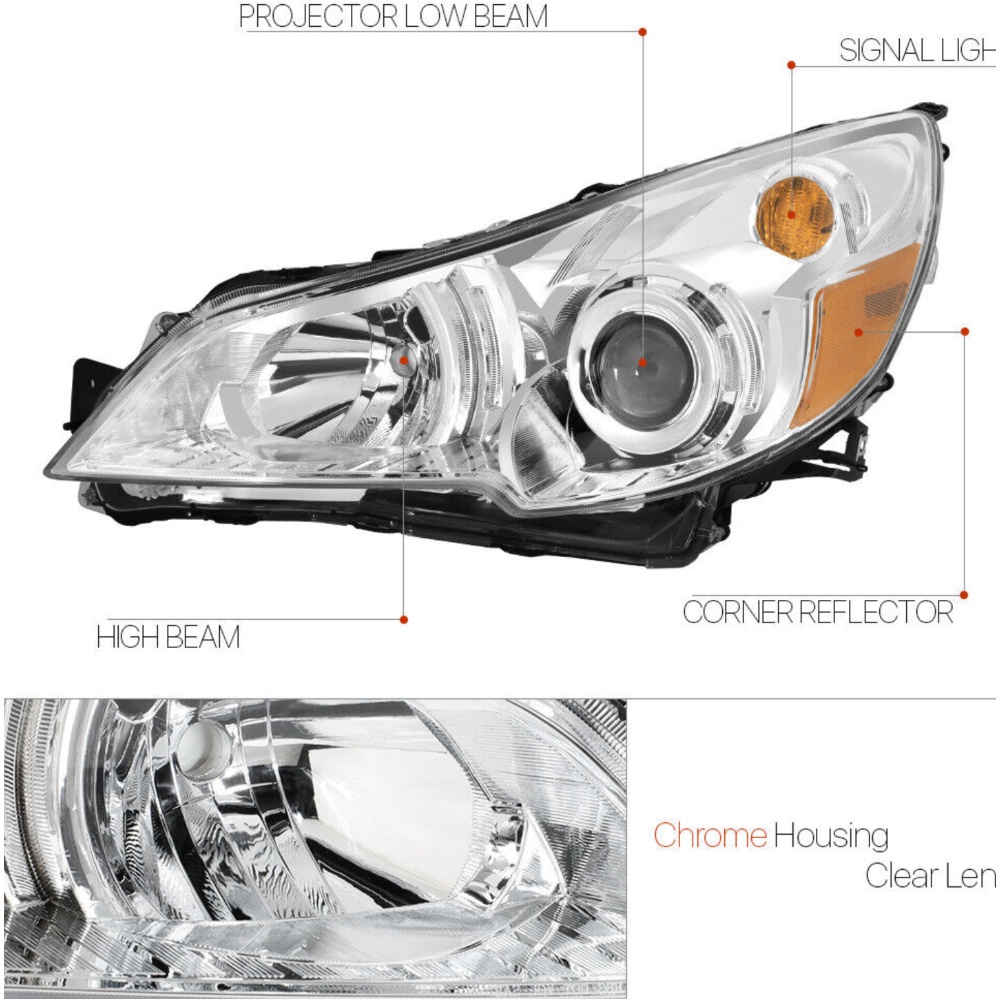 PROJECTOR LOW BEAM
SIGNAL LIGH
HIGH BEAM
CORNER REFLECTOR
Chrome Housing
Clear Len